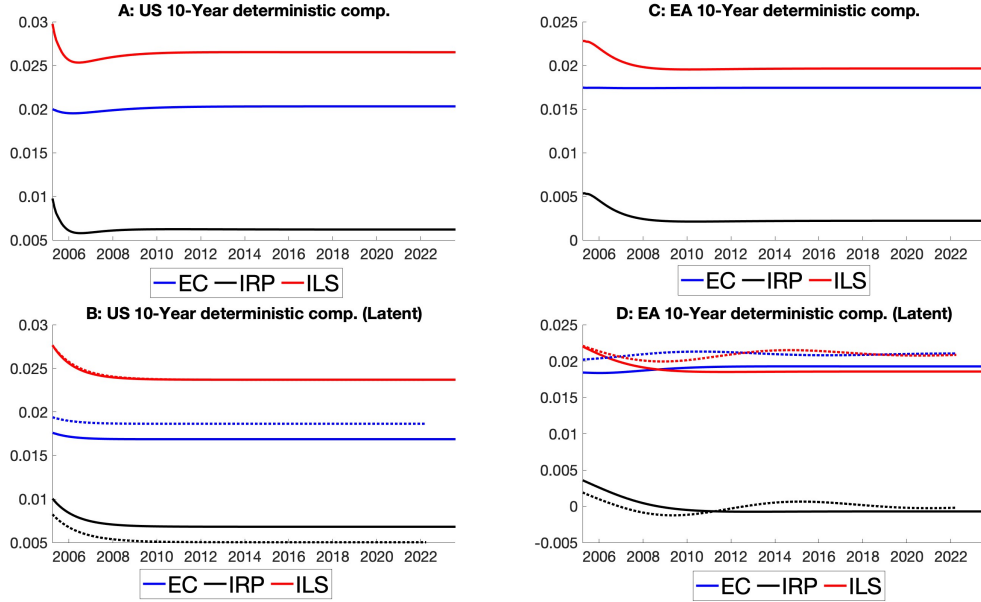 A: US 10-Year deterministic comp.
0.03
0.025
0.02
0.015
0.01
0.005
2006 2008 2010 2012 2014 2016 2018 2020 2022
EC IRP ILS
C: EA 10-Year deterministic comp.
0.025
0.02
0.015
0.01
0.005
0
2006 2008 2010 2012 2014 2016 2018 2020 2022
EC IRP ILS
B: US 10-Year deterministic comp. (Latent)
0.03
0.025
0.02
0.015
0.01
0.005
2006 2008 2010 2012 2014 2016 2018 2020 2022
EC IRP ILS
D: EA 10-Year deterministic comp. (Latent)
0.025
0.02
0.015
0.01
0.005
0
-0.005
2006 2008 2010 2012 2014 2016 2018 2020 2022
EC IRP ILS